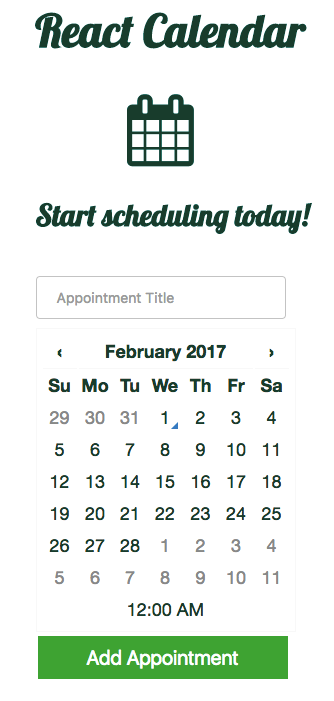 React Calendar
Start scheduling today!
Appointment Title
‹ February 2017 ›
Su Mo Tu We Th Fr Sa
29 30 31 1 2 3 4
5 6 7 8 9 10 11
12 13 14 15 16 17 18
19 20 21 22 23 24 25
26 27 28 1 2 3 4
5 6 7 8 9 10 11
12:00 AM
Add Appointment